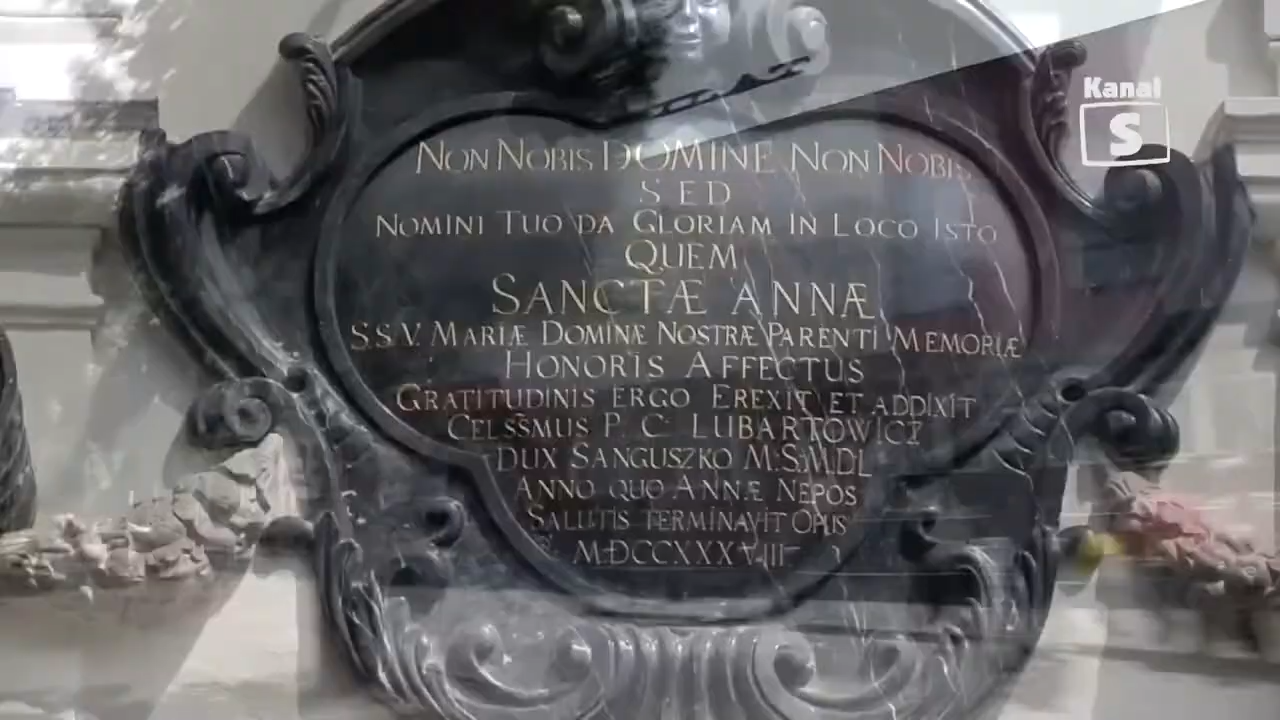 Kanal
S
NON NOBIS DOMINE NON NOBIS
SED
NOMINI TUO DA GLORIAM IN LOCO ISTO
QUEM
SANCTÆ ANNÆ
S.S.V. MARIÆ DOMINÆ NOSTRÆ PARENTI MEMORIÆ
HONORIS AFFECTUS
GRATITUDINIS ERGO EREXIT ET ADDIXIT
CELSSMUS P. C. LUBARTOWICZ
DUX SANGUSZKO M.S.M.D.L
ANNO QUO ANNÆ NEPOS
SALUTIS TERMINAVIT OPUS
M.DCCXXXVIII